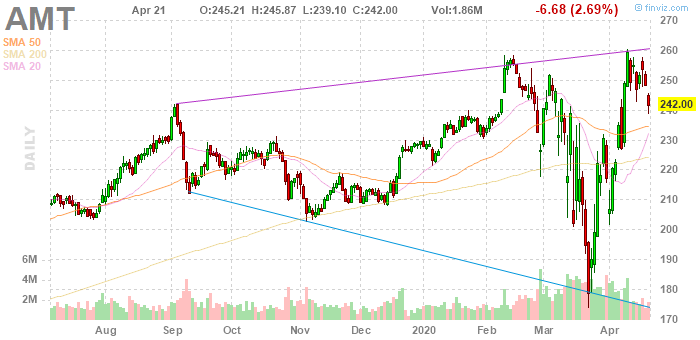 AMT
Apr 21 O:245.21 H:245.87 L:239.10 C:242.00 Vol:1.86M -6.68 (2.69%)
© finviz.com
SMA 50
SMA 200
SMA 20
DAILY
270
260
250
242.00
240
230
220
210
200
190
180
170
6M
4M
2M
Aug Sep Oct Nov Dec 2020 Feb Mar Apr